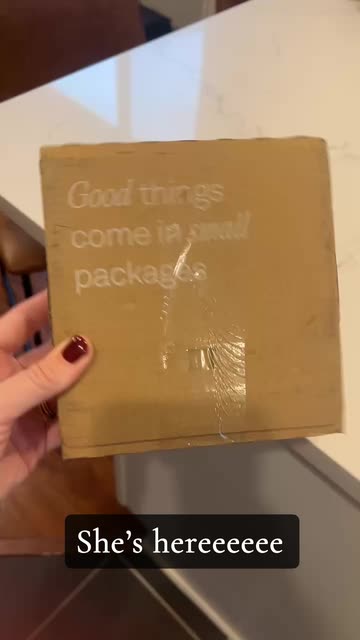 Good things
come in small
packages
She's hereeeeee